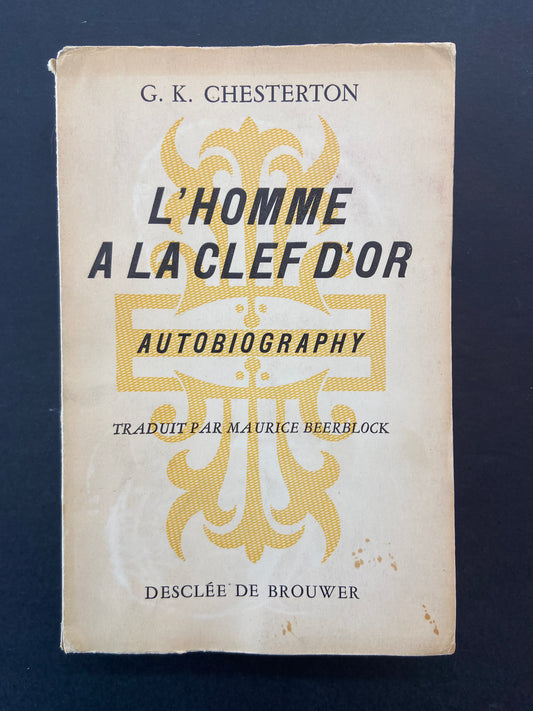 G. K. CHESTERTON
L'HOMME
A LA CLEF D'OR
AUTOBIOGRAPHY
TRADUIT PAR MAURICE BEERBLOCK
DESCLÉE DE BROUWER